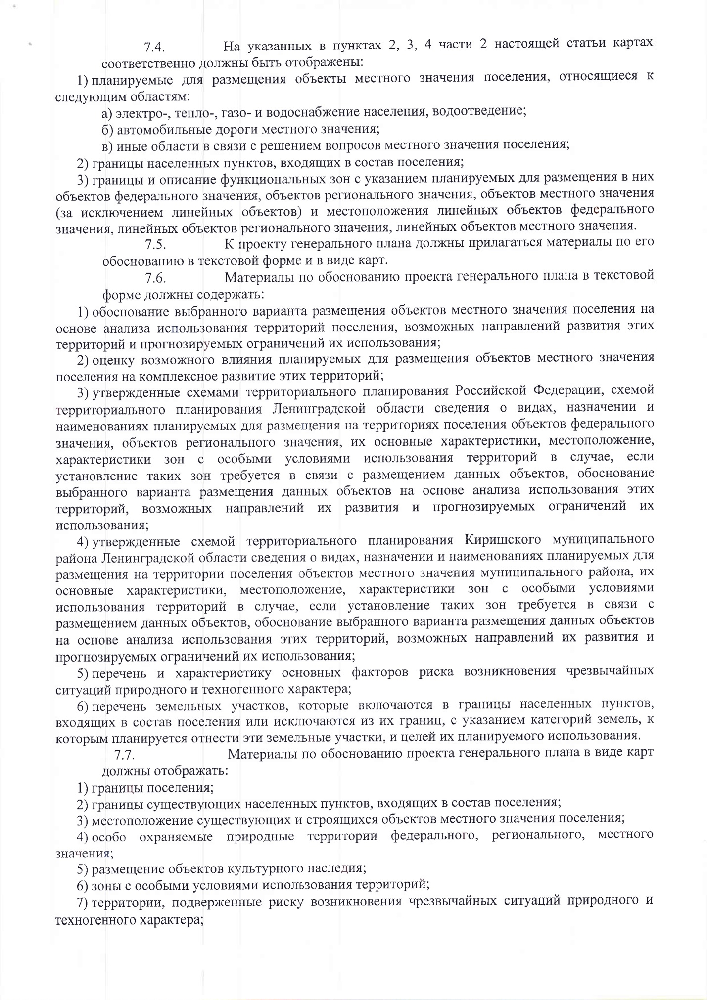 7.4. На указанных в пунктах 2, 3, 4 части 2 настоящей статьи картах
соответственно должны быть отображены:
1) планируемые для размещения объекты местного значения поселения, относящиеся к
следующим областям:
а) электро-, тепло-, газо- и водоснабжение населения, водоотведение;
б) автомобильные дороги местного значения;
в) иные области в связи с решением вопросов местного значения поселения;
2) границы населенных пунктов, входящих в состав поселения;
3) границы и описание функциональных зон с указанием планируемых для размещения в них
объектов федерального значения, объектов регионального значения, объектов местного значения
(за исключением линейных объектов) и местоположения линейных объектов федерального
значения, линейных объектов регионального значения, линейных объектов местного значения.
7.5. К проекту генерального плана должны прилагаться материалы по его
обоснованию в текстовой форме и в виде карт.
7.6. Материалы по обоснованию проекта генерального плана в текстовой
форме должны содержать:
1) обоснование выбранного варианта размещения объектов местного значения поселения на
основе анализа использования территорий поселения, возможных направлений развития этих
территорий и прогнозируемых ограничений их использования;
2) оценку возможного влияния планируемых для размещения объектов местного значения
поселения на комплексное развитие этих территорий;
3) утвержденные схемами территориального планирования Российской Федерации, схемой
территориального планирования Ленинградской области сведения о видах, назначении и
наименованиях планируемых для размещения на территориях поселения объектов федерального
значения, объектов регионального значения, их основные характеристики, местоположение,
характеристики зон с особыми условиями использования территорий в случае, если
установление таких зон требуется в связи с размещением данных объектов, обоснование
выбранного варианта размещения данных объектов на основе анализа использования этих
территорий, возможных направлений их развития и прогнозируемых ограничений их
использования;
4) утвержденные схемой территориального планирования Киришского муниципального
района Ленинградской области сведения о видах, назначении и наименованиях планируемых для
размещения на территории поселения объектов местного значения муниципального района, их
основные характеристики, местоположение, характеристики зон с особыми условиями
использования территорий в случае, если установление таких зон требуется в связи с
размещением данных объектов, обоснование выбранного варианта размещения данных объектов
на основе анализа использования этих территорий, возможных направлений их развития и
прогнозируемых ограничений их использования;
5) перечень и характеристику основных факторов риска возникновения чрезвычайных
ситуаций природного и техногенного характера;
6) перечень земельных участков, которые включаются в границы населенных пунктов,
входящих в состав поселения или исключаются из их границ, с указанием категорий земель, к
которым планируется отнести эти земельные участки, и целей их планируемого использования.
7.7. Материалы по обоснованию проекта генерального плана в виде карт
должны отображать:
1) границы поселения;
2) границы существующих населенных пунктов, входящих в состав поселения;
3) местоположение существующих и строящихся объектов местного значения поселения;
4) особо охраняемые природные территории федерального, регионального, местного
значения;
5) размещение объектов культурного наследия;
6) зоны с особыми условиями использования территорий;
7) территории, подверженные риску возникновения чрезвычайных ситуаций природного и
техногенного характера;